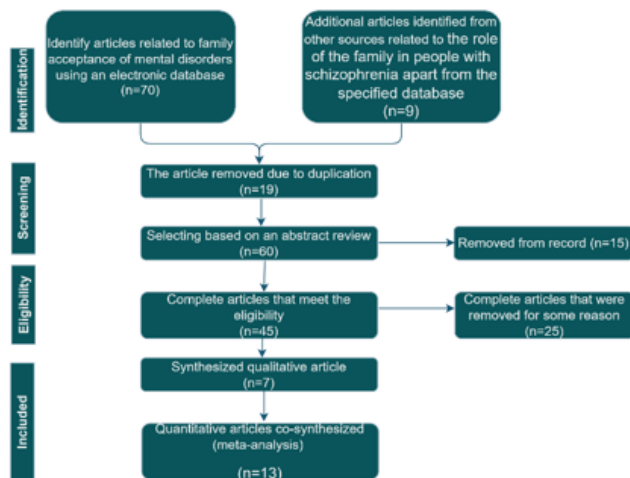 Identification
Identify articles related to family
acceptance of mental disorders
using an electronic database
(n=70)
Additional articles identified from
other sources related to the role
of the family in people with
schizophrenia apart from the
specified database
(n=9)
Screening
The article removed due to duplication
(n=19)
Selecting based on an abstract review
(n=60)
Removed from record (n=15)
Eligibility
Complete articles that meet the
eligibility
(n=45)
Complete articles that were
removed for some reason
(n=25)
Included
Synthesized qualitative article
(n=7)
Quantitative articles co-synthesized
(meta-analysis)
(n=13)